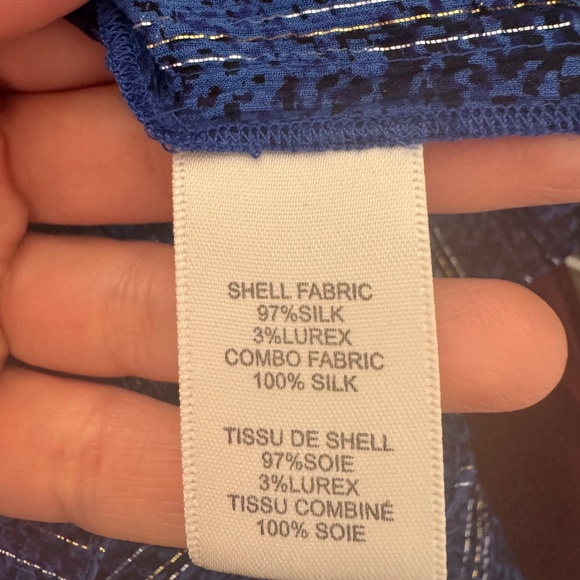 SHELL FABRIC
97%SILK
3%LUREX
COMBO FABRIC
100% SILK
TISSU DE SHELL
97%SOIE
3%LUREX
TISSU COMBINÉ
100% SOIE